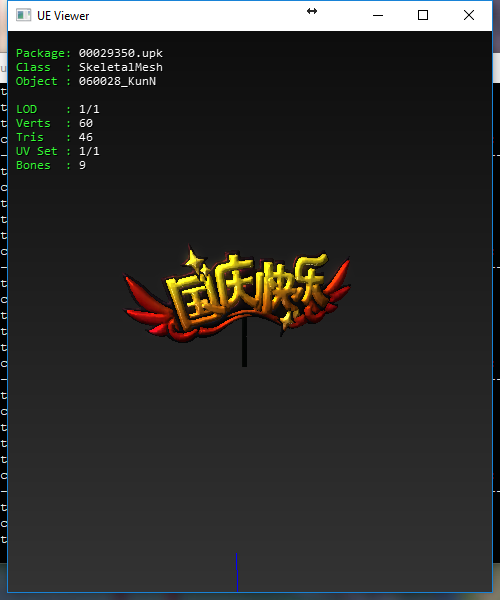 UE Viewer
Package: 00029350.upk
Class : SkeletalMesh
Object : 060028_KunN
LOD : 1/1
Verts : 60
Tris : 46
UV Set : 1/1
Bones : 9
国庆快乐